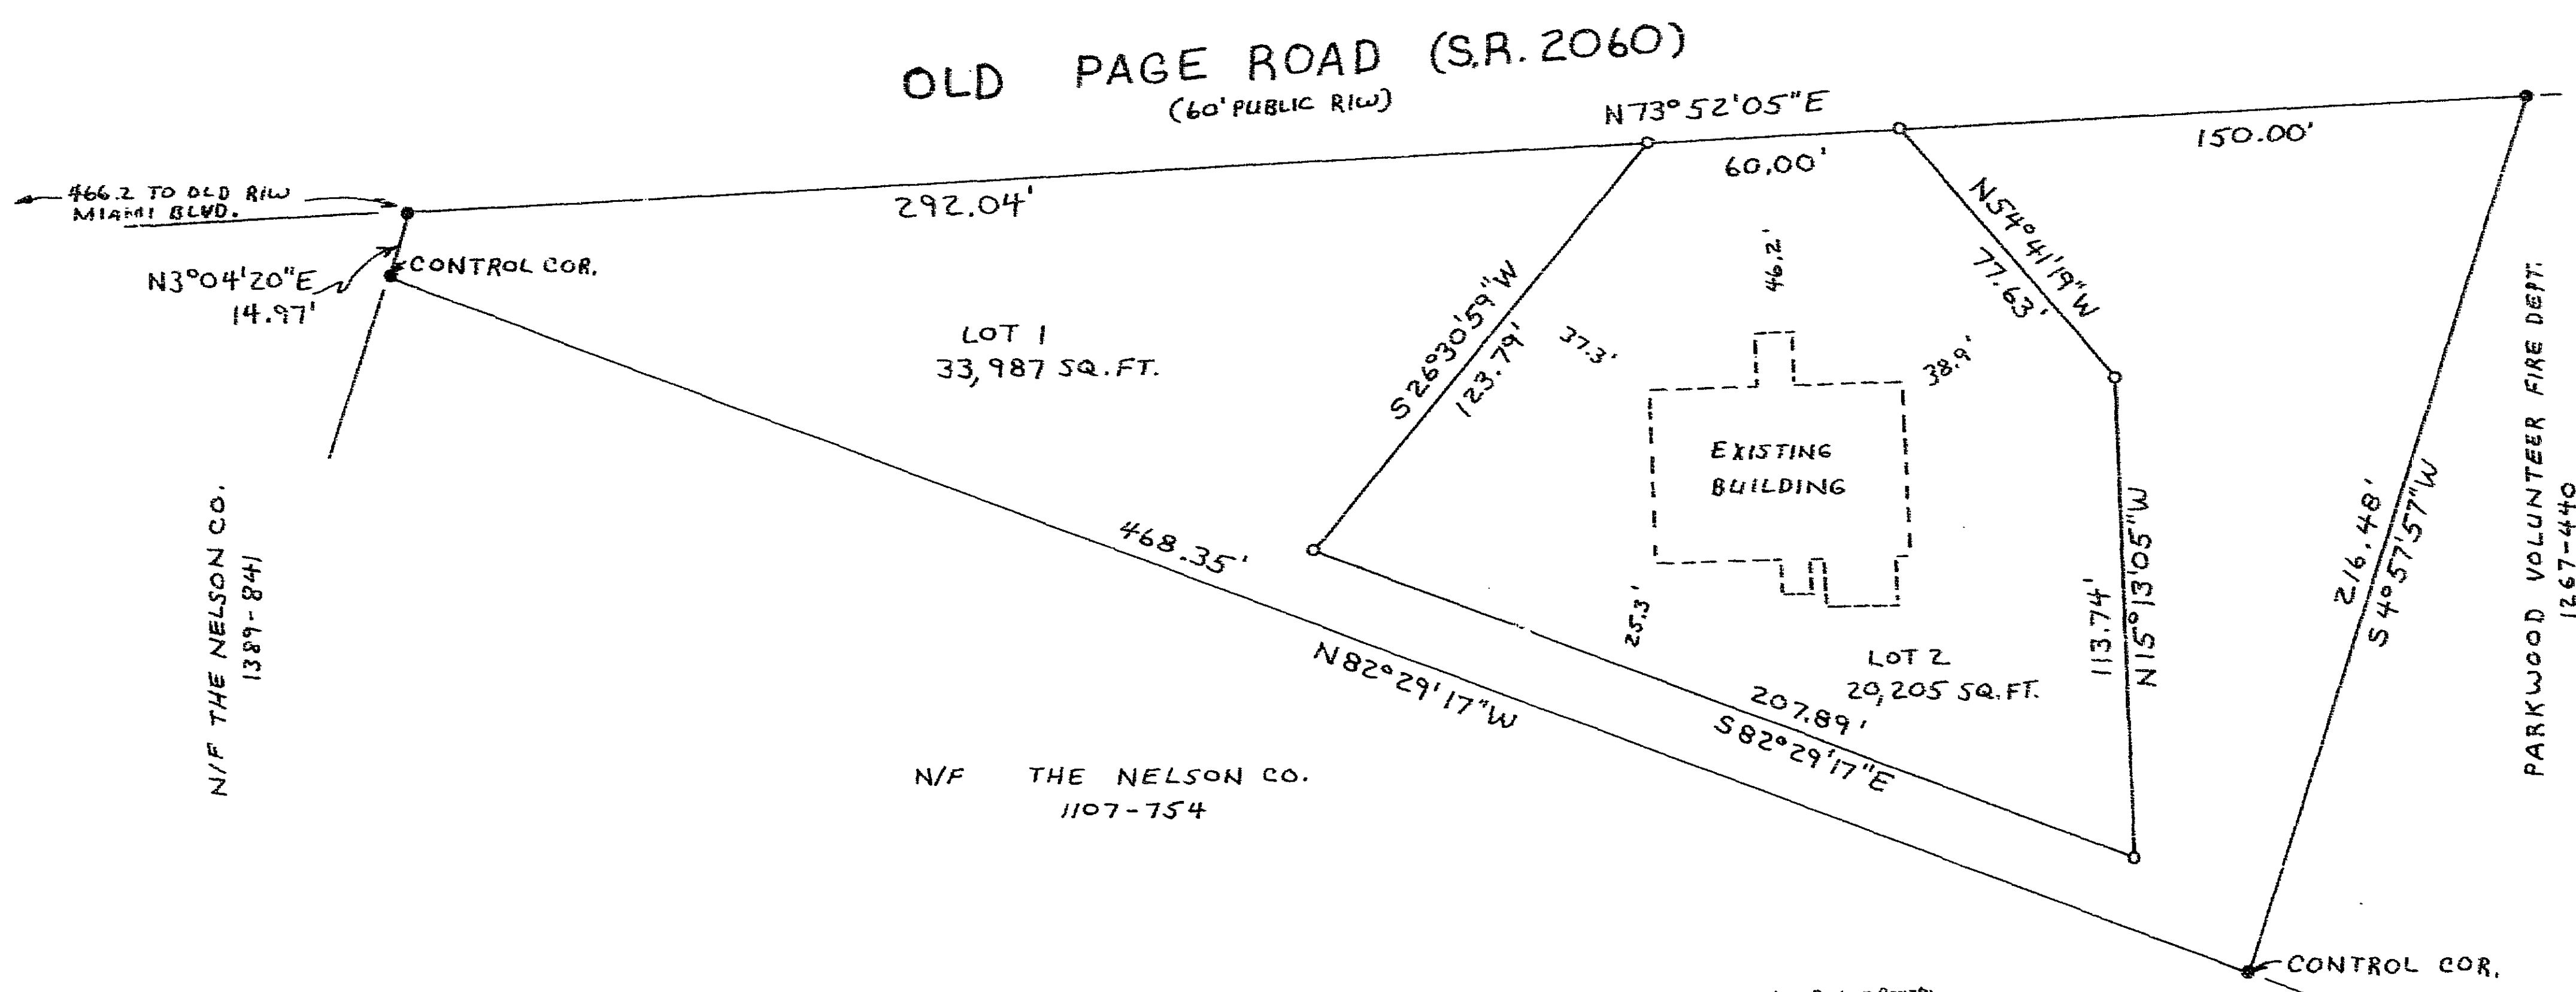 OLD PAGE ROAD (S.R. 2060)
(60' PUBLIC R/W)
N73°52'05"E
150.00'
60.00'
466.2 TO OLD R/W
MIAMI BLVD.
292.04'
N54°41'19"W
77.63'
CONTROL COR.
N3°04'20"E
14.97'
46.2'
S26°30'59"W
123.79'
LOT 1
33,987 SQ.FT.
37.3'
38.9'
EXISTING
BUILDING
PARKWOOD VOLUNTEER FIRE DEPT.
1267-440
216.48'
S4°57'57"W
N/F THE NELSON CO.
1389-841
468.35'
N82°29'17"W
25.3'
113.74'
N15°13'05"W
LOT 2
20,205 SQ.FT.
207.89'
S82°29'17"E
N/F THE NELSON CO.
1107-754
CONTROL COR.